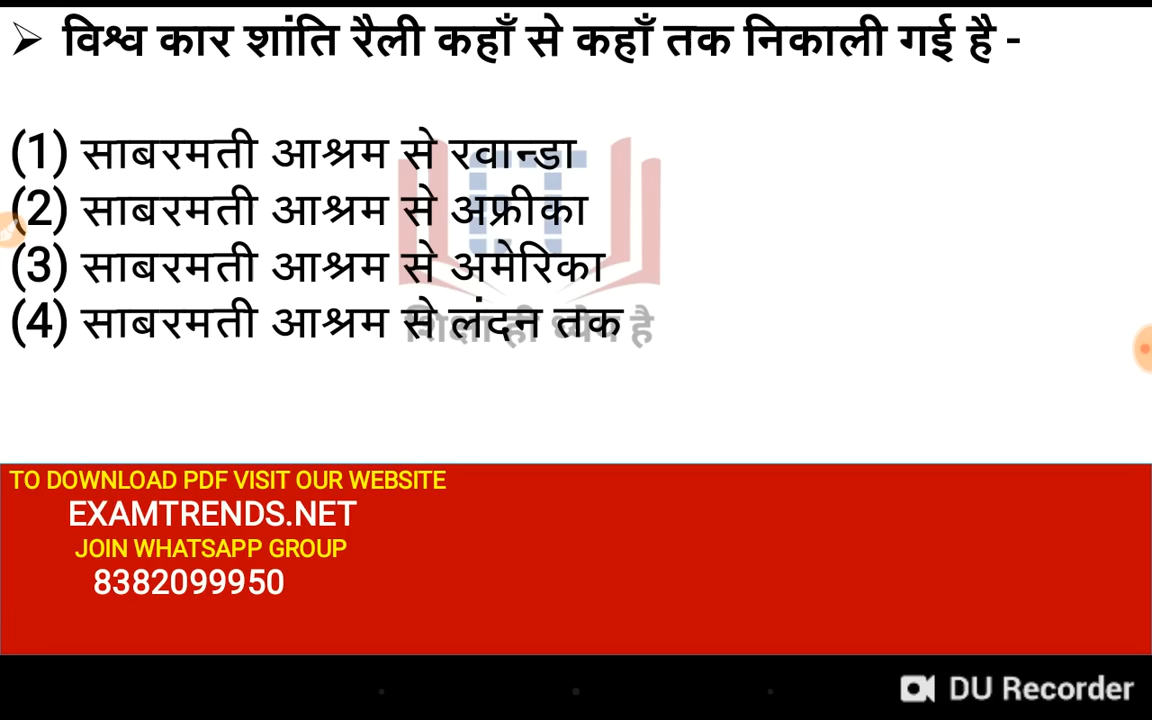 ➢ विश्व कार शांति रैली कहाँ से कहाँ तक निकाली गई है -
(1) साबरमती आश्रम से रवान्डा
(2) साबरमती आश्रम से अफ्रीका
(3) साबरमती आश्रम से अमेरिका
(4) साबरमती आश्रम से लंदन तक
शिक्षा ही ध्येय है
TO DOWNLOAD PDF VISIT OUR WEBSITE
EXAMTRENDS.NET
JOIN WHATSAPP GROUP
8382099950
DU Recorder